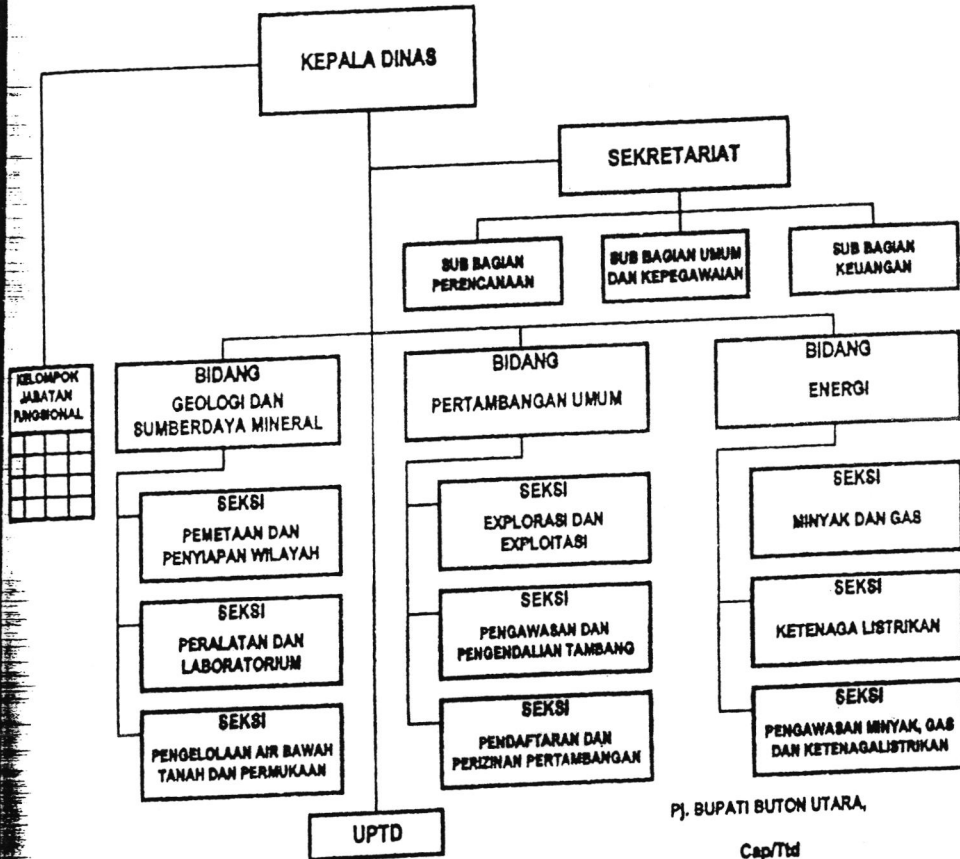 KEPALA DINAS
SEKRETARIAT
SUB BAGIAN
PERENCANAAN
SUB BAGIAN UMUM
DAN KEPEGAWAIAN
SUB BAGIAN
KEUANGAN
KELOMPOK
JABATAN
FUNGSIONAL
BIDANG
GEOLOGI DAN
SUMBERDAYA MINERAL
SEKSI
PEMETAAN DAN
PENYIAPAN WILAYAH
SEKSI
PERALATAN DAN
LABORATORIUM
SEKSI
PENGELOLAAN AIR BAWAH
TANAH DAN PERMUKAAN
BIDANG
PERTAMBANGAN UMUM
SEKSI
EXPLORASI DAN
EXPLOITASI
SEKSI
PENGAWASAN DAN
PENGENDALIAN TAMBANG
SEKSI
PENDAFTARAN DAN
PERIZINAN PERTAMBANGAN
BIDANG
ENERGI
SEKSI
MINYAK DAN GAS
SEKSI
KETENAGA LISTRIKAN
SEKSI
PENGAWASAN MINYAK, GAS
DAN KETENAGALISTRIKAN
UPTD
Pj. BUPATI BUTON UTARA,
Cap/Ttd